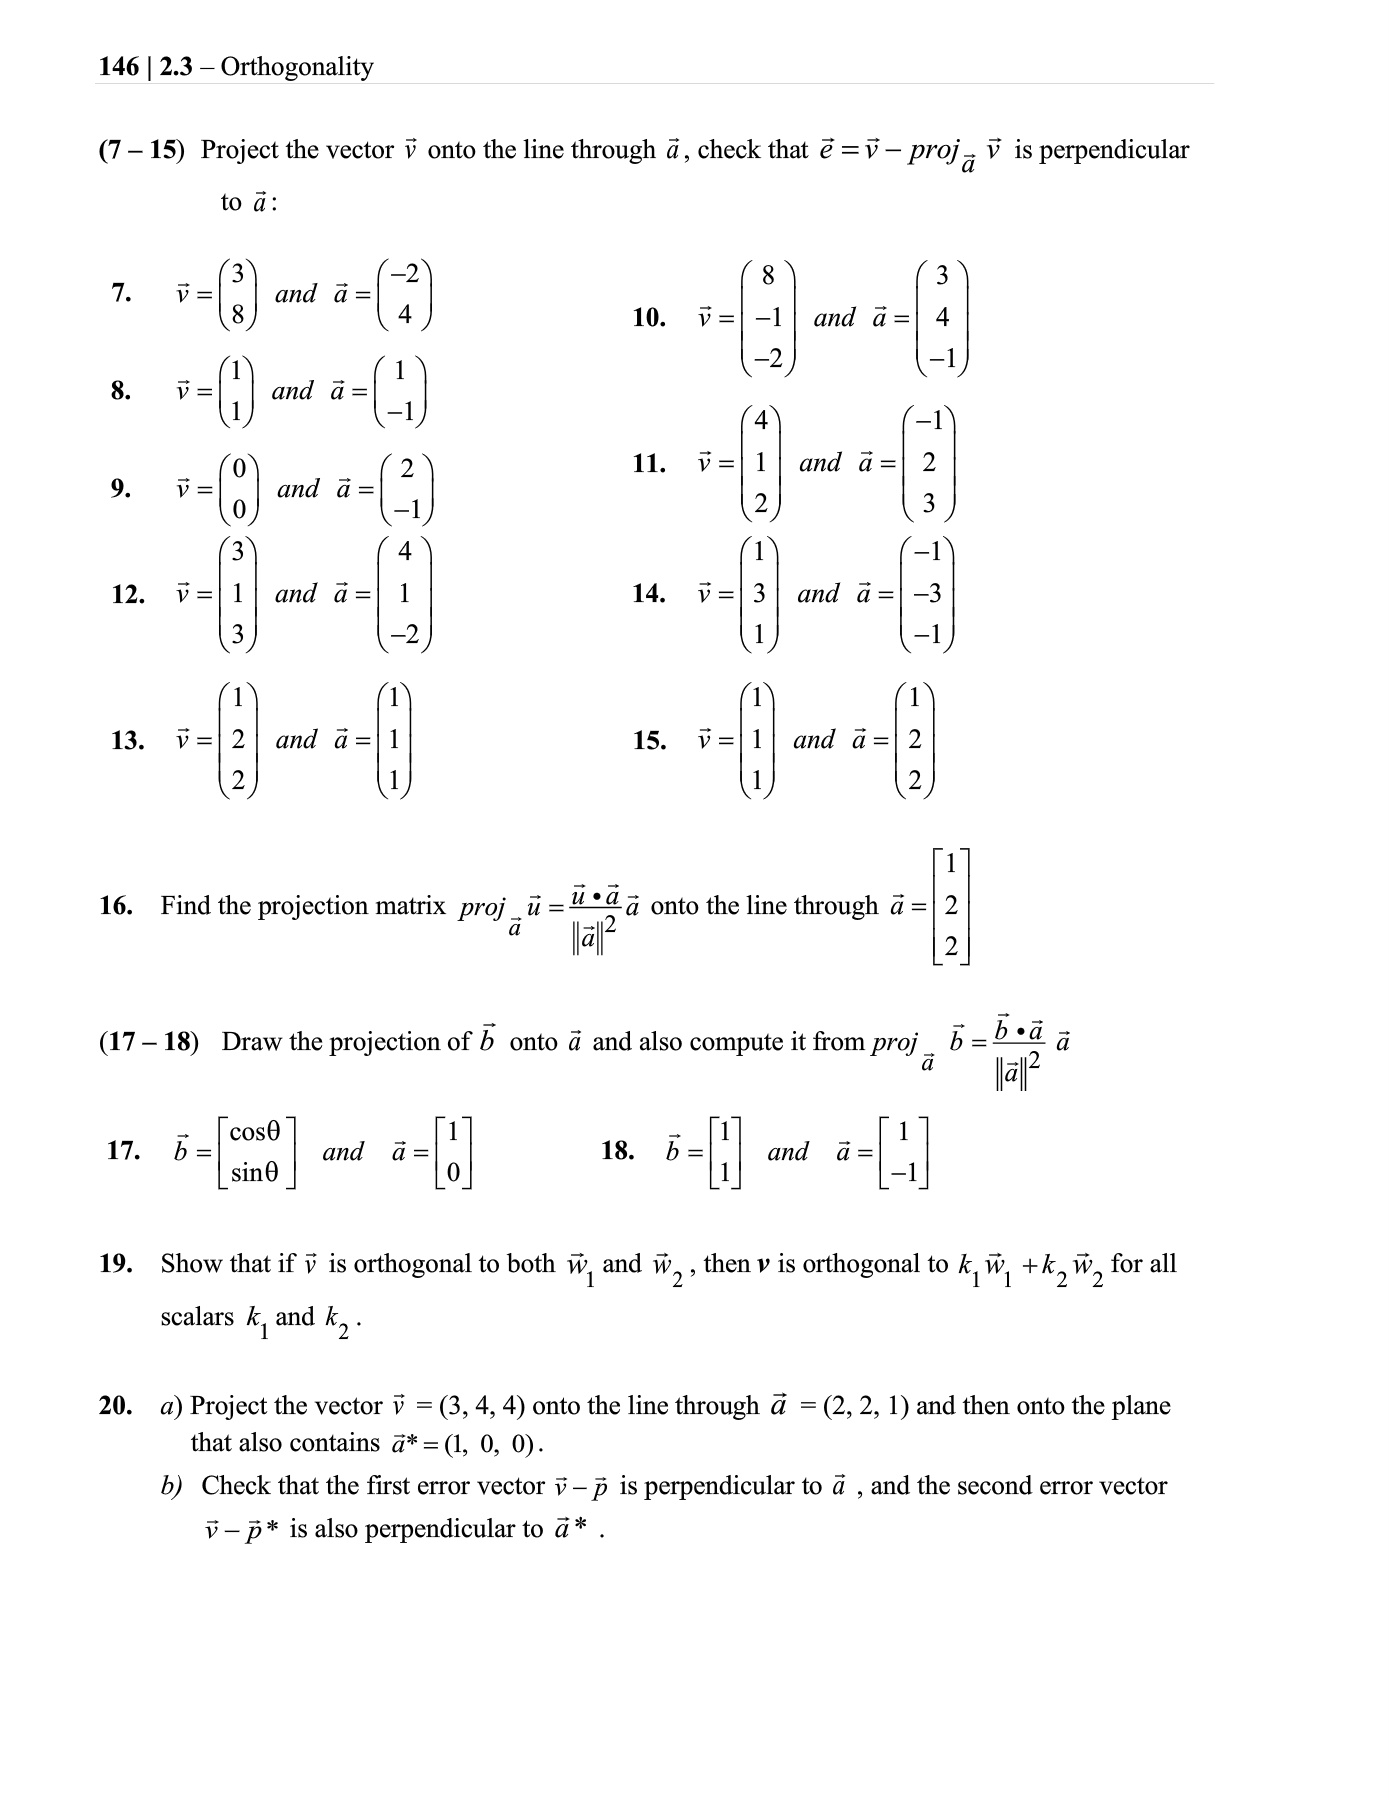 146 | 2.3 – Orthogonality
(7 – 15) Project the vector $\vec{v}$ onto the line through $\vec{a}$, check that $\vec{e} = \vec{v} - proj_{\vec{a}}\,\vec{v}$ is perpendicular
to $\vec{a}$:
7. $\vec{v} = \begin{pmatrix} 3 \\ 8 \end{pmatrix}$ and $\vec{a} = \begin{pmatrix} -2 \\ 4 \end{pmatrix}$
8. $\vec{v} = \begin{pmatrix} 1 \\ 1 \end{pmatrix}$ and $\vec{a} = \begin{pmatrix} 1 \\ -1 \end{pmatrix}$
9. $\vec{v} = \begin{pmatrix} 0 \\ 0 \end{pmatrix}$ and $\vec{a} = \begin{pmatrix} 2 \\ -1 \end{pmatrix}$
10. $\vec{v} = \begin{pmatrix} 8 \\ -1 \\ -2 \end{pmatrix}$ and $\vec{a} = \begin{pmatrix} 3 \\ 4 \\ -1 \end{pmatrix}$
11. $\vec{v} = \begin{pmatrix} 4 \\ 1 \\ 2 \end{pmatrix}$ and $\vec{a} = \begin{pmatrix} -1 \\ 2 \\ 3 \end{pmatrix}$
12. $\vec{v} = \begin{pmatrix} 3 \\ 1 \\ 3 \end{pmatrix}$ and $\vec{a} = \begin{pmatrix} 4 \\ 1 \\ -2 \end{pmatrix}$
13. $\vec{v} = \begin{pmatrix} 1 \\ 2 \\ 2 \end{pmatrix}$ and $\vec{a} = \begin{pmatrix} 1 \\ 1 \\ 1 \end{pmatrix}$
14. $\vec{v} = \begin{pmatrix} 1 \\ 3 \\ 1 \end{pmatrix}$ and $\vec{a} = \begin{pmatrix} -1 \\ -3 \\ -1 \end{pmatrix}$
15. $\vec{v} = \begin{pmatrix} 1 \\ 1 \\ 1 \end{pmatrix}$ and $\vec{a} = \begin{pmatrix} 1 \\ 2 \\ 2 \end{pmatrix}$
16. Find the projection matrix $proj_{\vec{a}}\,\vec{u} = \frac{\vec{u} \bullet \vec{a}}{\|\vec{a}\|^2}\vec{a}$ onto the line through $\vec{a} = \begin{bmatrix} 1 \\ 2 \\ 2 \end{bmatrix}$
(17 – 18) Draw the projection of $\vec{b}$ onto $\vec{a}$ and also compute it from $proj_{\vec{a}}\,\vec{b} = \frac{\vec{b} \bullet \vec{a}}{\|\vec{a}\|^2}\,\vec{a}$
17. $\vec{b} = \begin{bmatrix} \cos\theta \\ \sin\theta \end{bmatrix}$ and $\vec{a} = \begin{bmatrix} 1 \\ 0 \end{bmatrix}$
18. $\vec{b} = \begin{bmatrix} 1 \\ 1 \end{bmatrix}$ and $\vec{a} = \begin{bmatrix} 1 \\ -1 \end{bmatrix}$
19. Show that if $\vec{v}$ is orthogonal to both $\vec{w}_1$ and $\vec{w}_2$, then v is orthogonal to $k_1\vec{w}_1 + k_2\vec{w}_2$ for all
scalars $k_1$ and $k_2$.
20. a) Project the vector $\vec{v}$ = (3, 4, 4) onto the line through $\vec{a}$ = (2, 2, 1) and then onto the plane
that also contains $\vec{a}* = (1, 0, 0)$.
b) Check that the first error vector $\vec{v} - \vec{p}$ is perpendicular to $\vec{a}$ , and the second error vector
$\vec{v} - \vec{p}*$ is also perpendicular to $\vec{a}*$ .